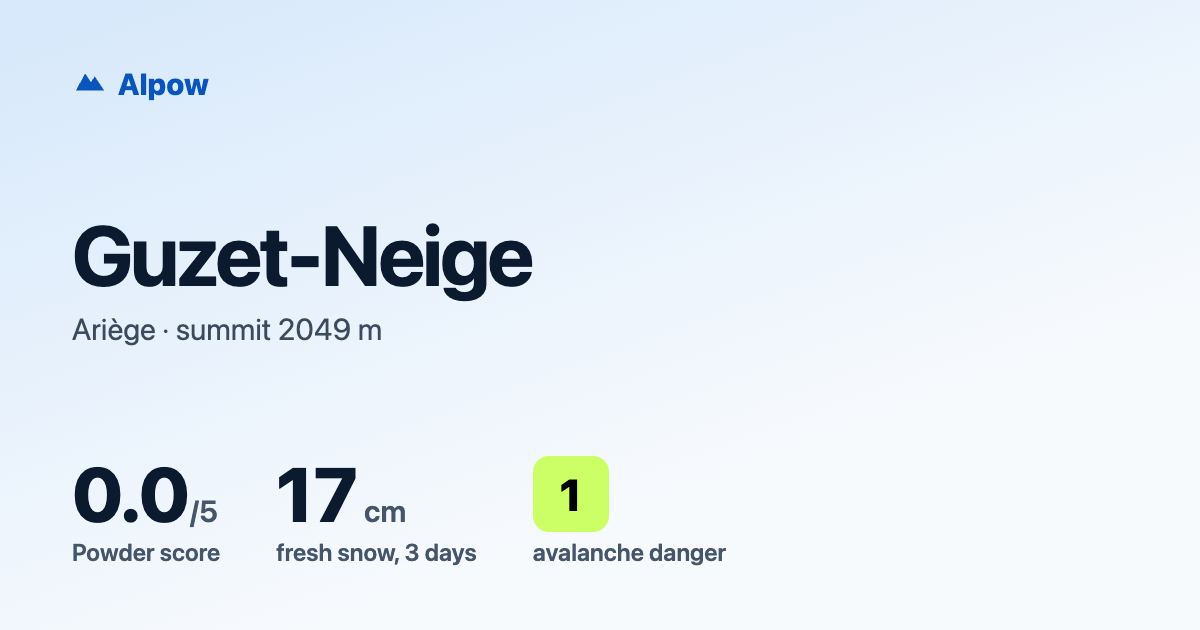 Alpow
Guzet-Neige
Ariège · summit 2049 m
0.0/5
Powder score
17 cm
fresh snow, 3 days
1
avalanche danger